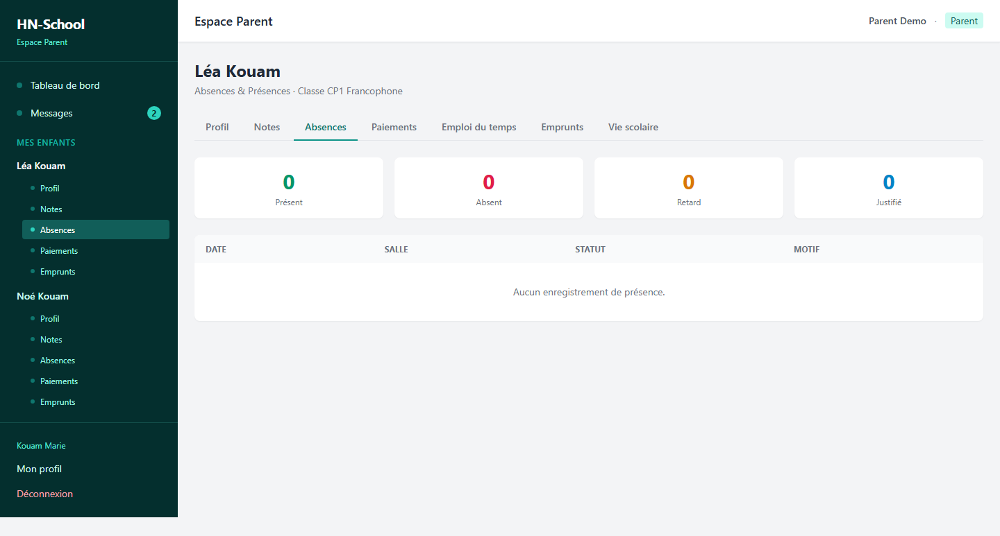 HN-School
Espace Parent
Tableau de bord
Messages 2
MES ENFANTS
Léa Kouam
Profil
Notes
Absences
Paiements
Emprunts
Noé Kouam
Profil
Notes
Absences
Paiements
Emprunts
Kouam Marie
Mon profil
Déconnexion
Espace Parent
Parent Demo · Parent
Léa Kouam
Absences & Présences · Classe CP1 Francophone
Profil Notes Absences Paiements Emploi du temps Emprunts Vie scolaire
0 0 0 0
Présent Absent Retard Justifié
DATE SALLE STATUT MOTIF
Aucun enregistrement de présence.